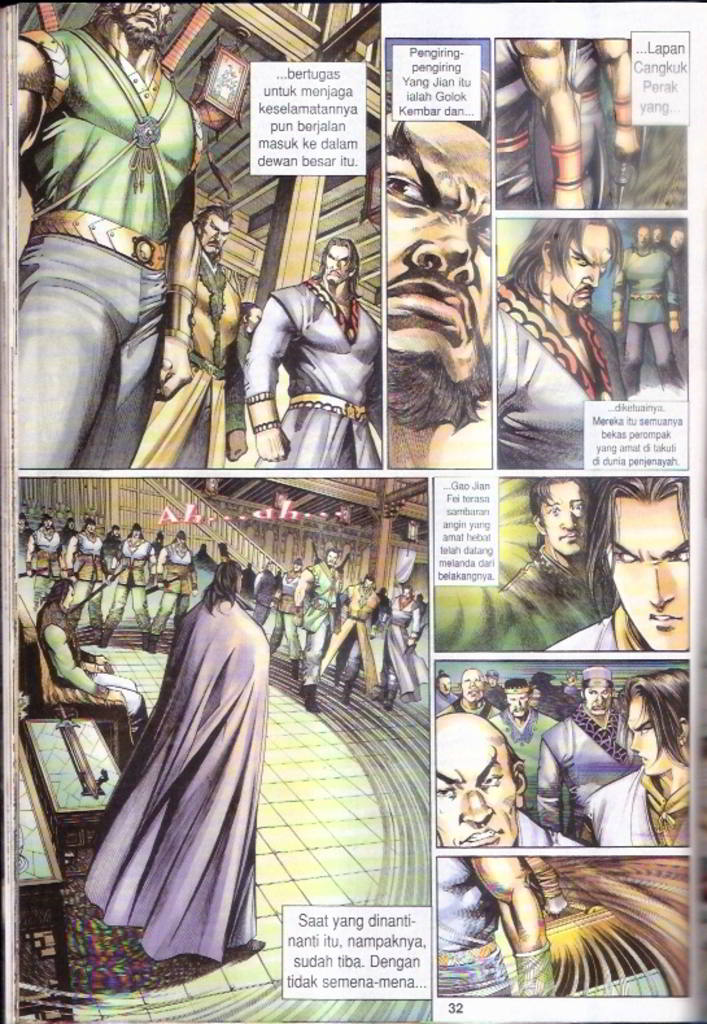 ...bertugas
untuk menjaga
keselamatannya
pun berjalan
masuk ke dalam
dewan besar itu.
Pengiring-
pengiring
Yang Jian itu
ialah Golok
Kembar dan...
...Lapan
Cangkuk
Perak
yang...
...diketuainya.
Mereka itu semuanya
bekas perompak
yang amat di takuti
di dunia penjenayah.
Ah...ah...
Saat yang dinanti-
nanti itu, nampaknya,
sudah tiba. Dengan
tidak semena-mena...
...Gao Jian
Fei terasa
sambaran
angin yang
amat hebat
telah datang
melanda dari
belakangnya.
32